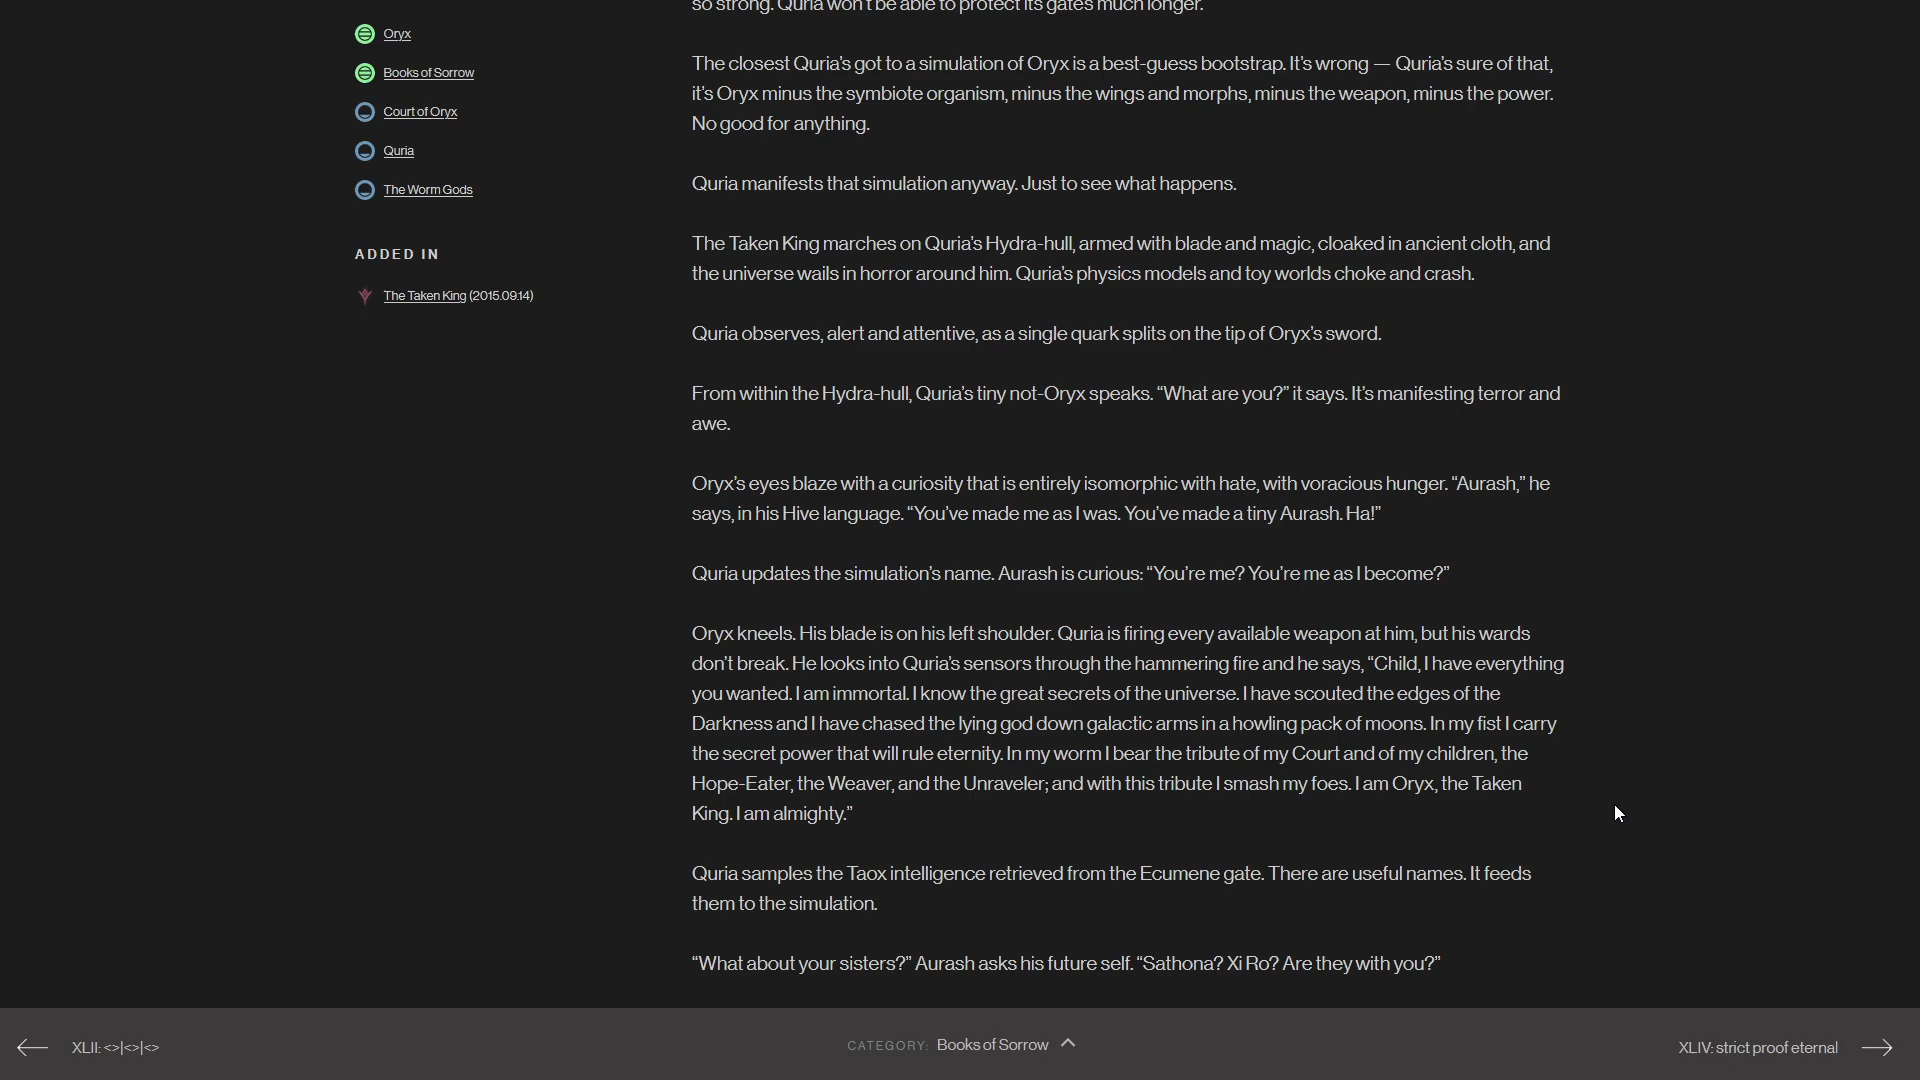 Oryx
Books of Sorrow
Court of Oryx
Quria
The Worm Gods
ADDED IN
The Taken King (2015.09.14)
so strong. Quria won't be able to protect its gates much longer.
The closest Quria’s got to a simulation of Oryx is a best-guess bootstrap. It’s wrong — Quria’s sure of that,
it’s Oryx minus the symbiote organism, minus the wings and morphs, minus the weapon, minus the power.
No good for anything.
Quria manifests that simulation anyway. Just to see what happens.
The Taken King marches on Quria’s Hydra-hull, armed with blade and magic, cloaked in ancient cloth, and
the universe wails in horror around him. Quria’s physics models and toy worlds choke and crash.
Quria observes, alert and attentive, as a single quark splits on the tip of Oryx’s sword.
From within the Hydra-hull, Quria’s tiny not-Oryx speaks. “What are you?” it says. It’s manifesting terror and
awe.
Oryx’s eyes blaze with a curiosity that is entirely isomorphic with hate, with voracious hunger. “Aurash,” he
says, in his Hive language. “You’ve made me as I was. You’ve made a tiny Aurash. Ha!”
Quria updates the simulation’s name. Aurash is curious: “You’re me? You’re me as I become?”
Oryx kneels. His blade is on his left shoulder. Quria is firing every available weapon at him, but his wards
don’t break. He looks into Quria’s sensors through the hammering fire and he says, “Child, I have everything
you wanted. I am immortal. I know the great secrets of the universe. I have scouted the edges of the
Darkness and I have chased the lying god down galactic arms in a howling pack of moons. In my fist I carry
the secret power that will rule eternity. In my worm I bear the tribute of my Court and of my children, the
Hope-Eater, the Weaver, and the Unraveler; and with this tribute I smash my foes. I am Oryx, the Taken
King. I am almighty.”
Quria samples the Taox intelligence retrieved from the Ecumene gate. There are useful names. It feeds
them to the simulation.
“What about your sisters?” Aurash asks his future self. “Sathona? Xi Ro? Are they with you?”
XLII: <>|<>|<>
CATEGORY: Books of Sorrow
XLIV: strict proof eternal